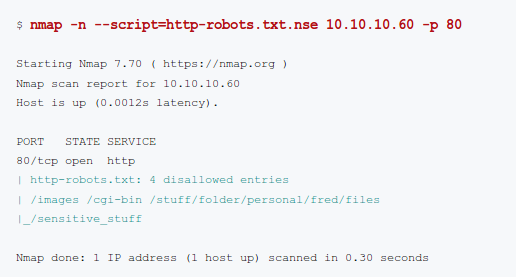 $ nmap -n --script=http-robots.txt.nse 10.10.10.60 -p 80
Starting Nmap 7.70 ( https://nmap.org )
Nmap scan report for 10.10.10.60
Host is up (0.0012s latency).
PORT   STATE SERVICE
80/tcp open  http
| http-robots.txt: 4 disallowed entries
| /images /cgi-bin /stuff/folder/personal/fred/files
|_/sensitive_stuff
Nmap done: 1 IP address (1 host up) scanned in 0.30 seconds